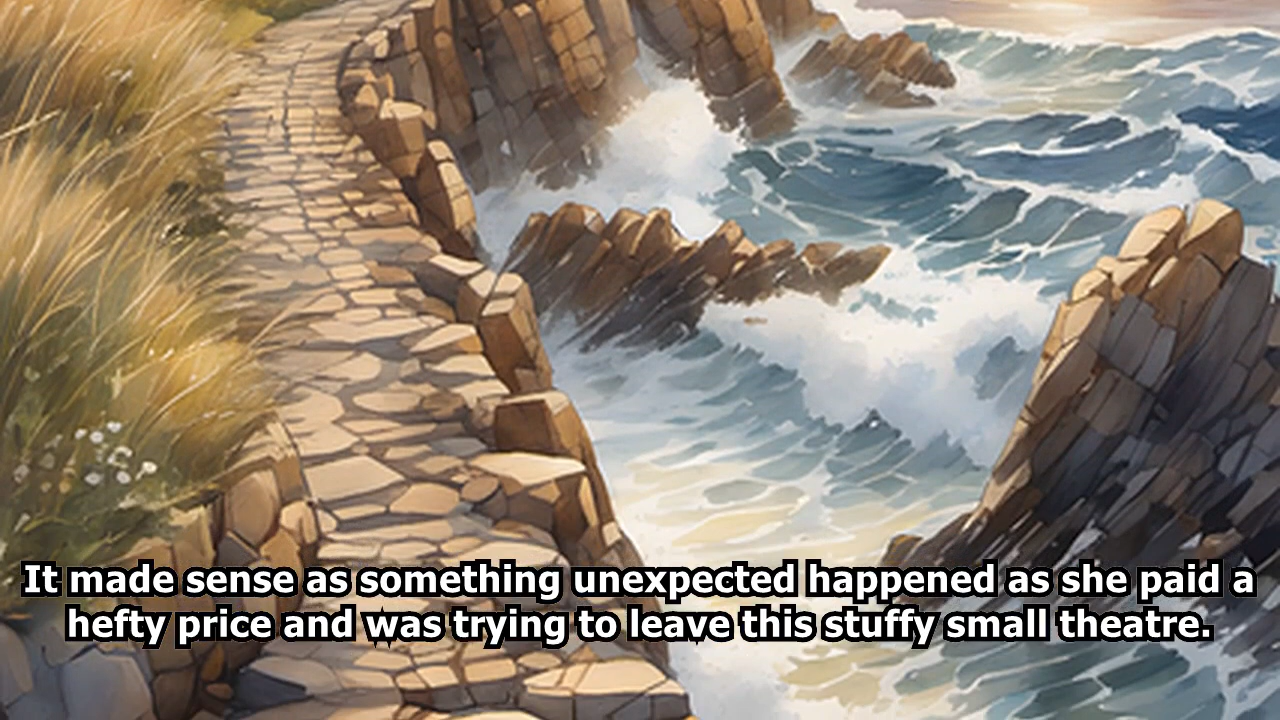 It made sense as something unexpected happened as she paid a
hefty price and was trying to leave this stuffy small theatre.